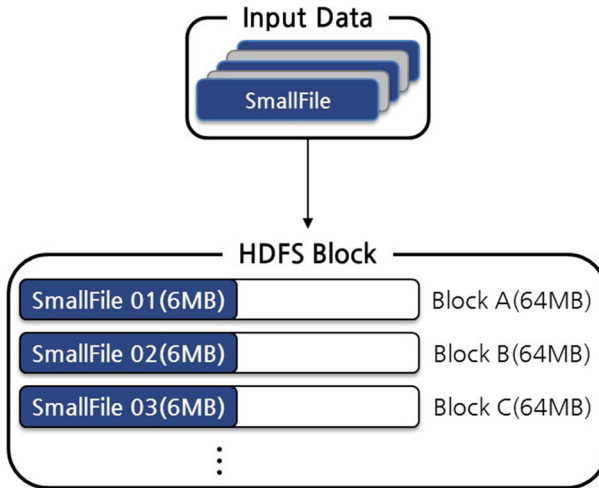 Input Data
SmallFile
HDFS Block
SmallFile 01(6MB) Block A(64MB)
SmallFile 02(6MB) Block B(64MB)
SmallFile 03(6MB) Block C(64MB)
⋮